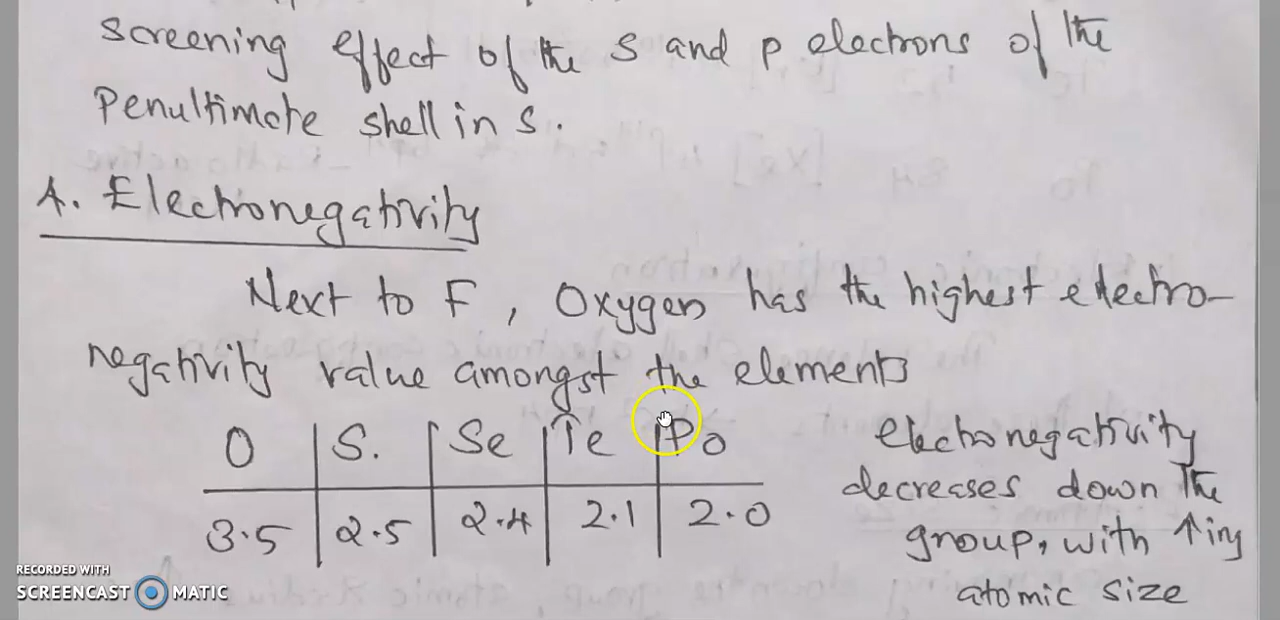 screening effect of the s and p electrons of the
Penultimate shell in s.
4. Electronegativity
Next to F, Oxygen has the highest electro-
negativity value amongst the elements
O | S. | Se | Te | Po
3.5 | 2.5 | 2.4 | 2.1 | 2.0
electronegativity
decreases down the
group, with ↑ing
atomic size
RECORDED WITH
SCREENCAST MATIC